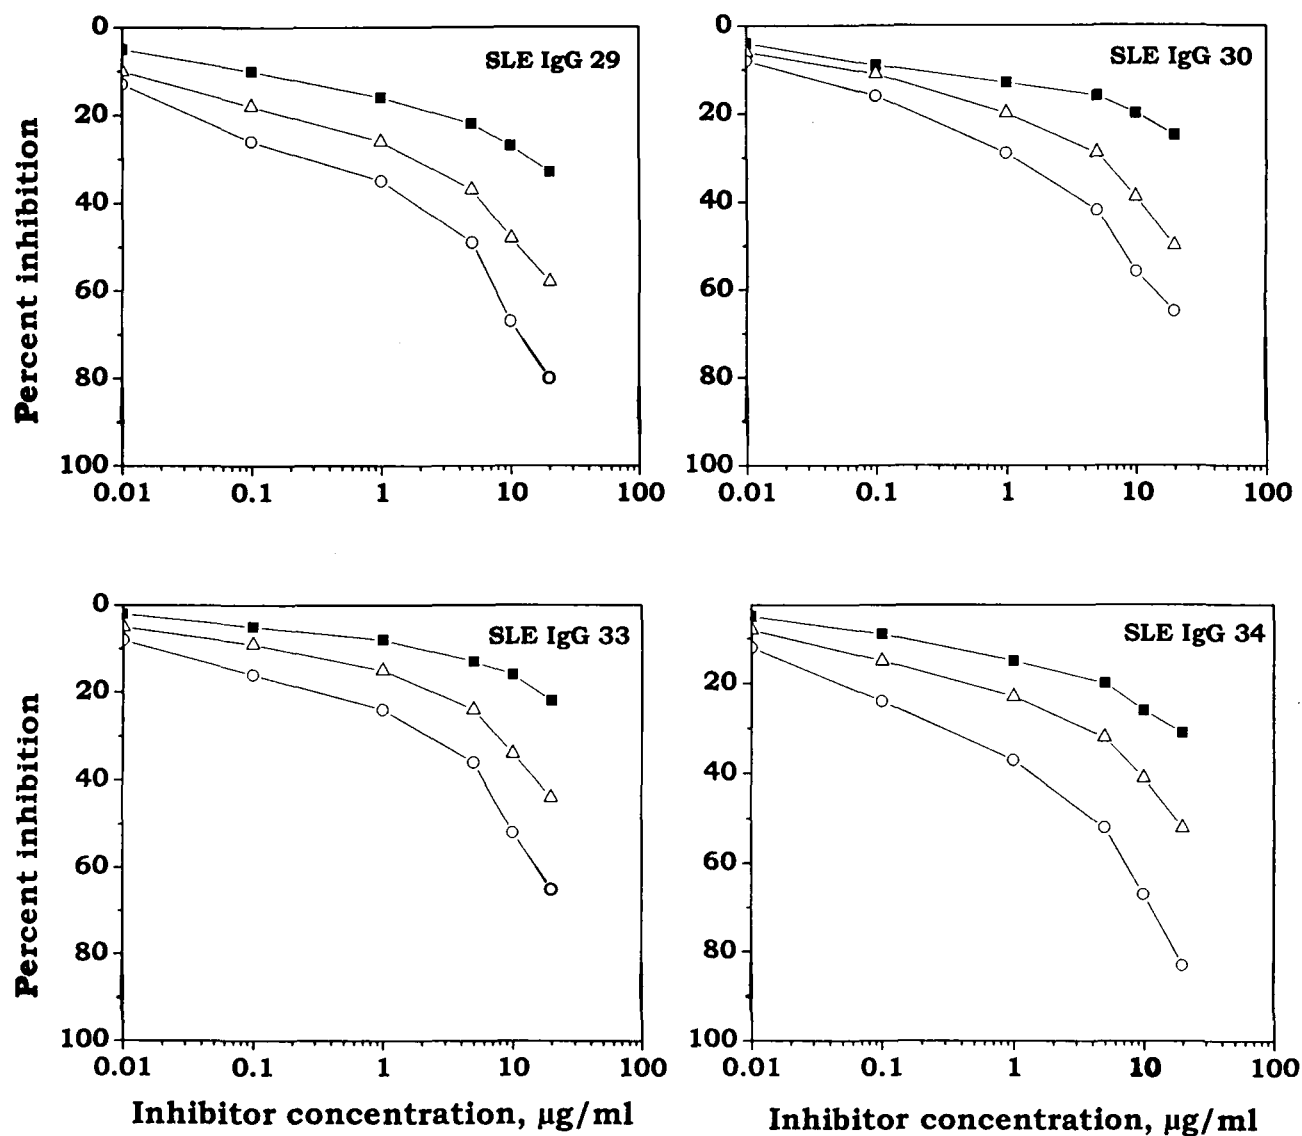 Percent inhibition
0
20
40
60
80
100
SLE IgG 29
0.01 0.1 1 10 100
0
20
40
60
80
100
SLE IgG 30
0.01 0.1 1 10 100
Percent inhibition
0
20
40
60
80
100
SLE IgG 33
0.01 0.1 1 10 100
Inhibitor concentration, µg/ml
20
40
60
80
100
SLE IgG 34
0.01 0.1 1 10 100
Inhibitor concentration, µg/ml